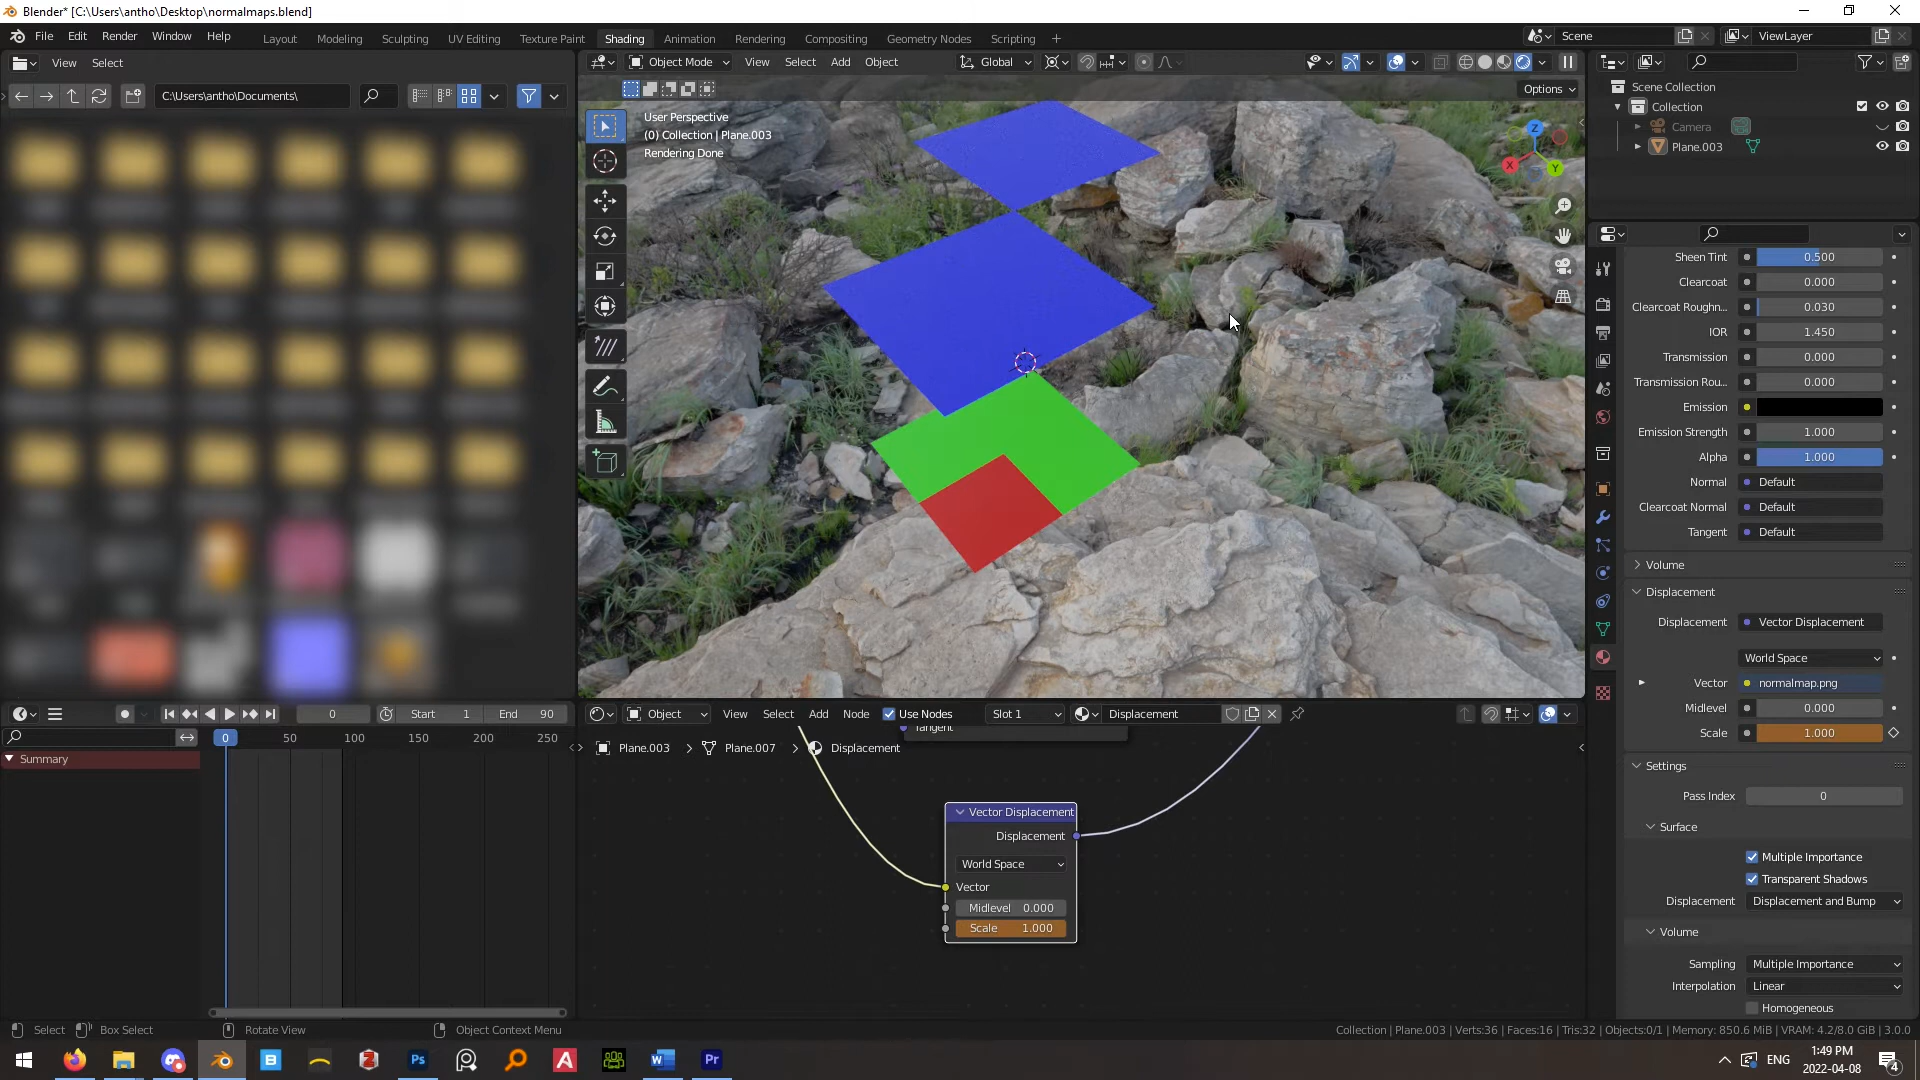 Blender* [C:\Users\antho\Desktop\normalmaps.blend]
File Edit Render Window Help
Layout Modeling Sculpting UV Editing Texture Paint Shading Animation Rendering Compositing Geometry Nodes Scripting +
Scene
ViewLayer
View Select
C:\Users\antho\Documents\
Object Mode View Select Add Object
Global
Options
User Perspective
(0) Collection | Plane.003
Rendering Done
Z
X
Y
Scene Collection
Collection
Camera
Plane.003
Sheen Tint 0.500
Clearcoat 0.000
Clearcoat Roughn... 0.030
IOR 1.450
Transmission 0.000
Transmission Rou... 0.000
Emission
Emission Strength 1.000
Alpha 1.000
Normal Default
Clearcoat Normal Default
Tangent Default
Volume
Displacement
Displacement Vector Displacement
World Space
Vector normalmap.png
Midlevel 0.000
Scale 1.000
Settings
Pass Index 0
Surface
Multiple Importance
Transparent Shadows
Displacement Displacement and Bump
Volume
Sampling Multiple Importance
Interpolation Linear
Homogeneous
0 Start 1 End 90
0 50 100 150 200 250
Summary
Object View Select Add Node Use Nodes Slot 1 Displacement
Tangent
Plane.003 > Plane.007 > Displacement
Vector Displacement
Displacement
World Space
Vector
Midlevel 0.000
Scale 1.000
Select Box Select Rotate View Object Context Menu
Collection | Plane.003 | Verts:36 | Faces:16 | Tris:32 | Objects:0/1 | Memory: 850.6 MiB | VRAM: 4.2/8.0 GiB | 3.0.0
B Z Ps A W Pr
ENG
1:49 PM
2022-04-08
4